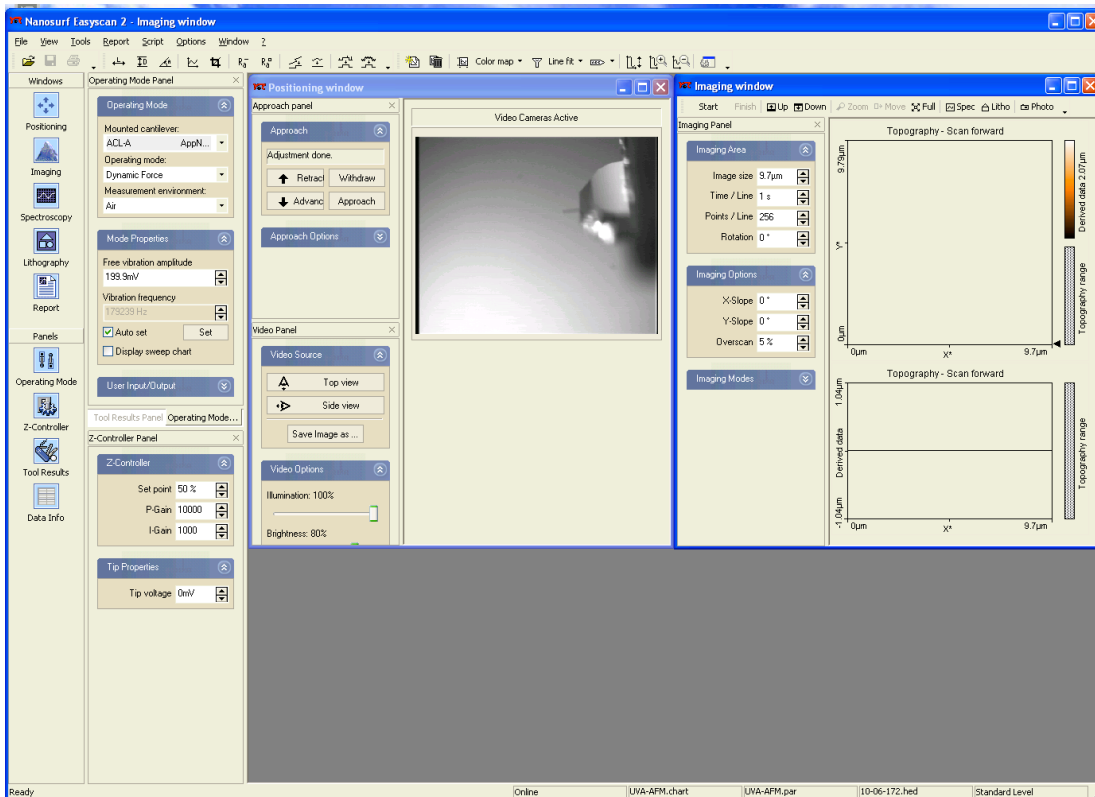 Nanosurf Easyscan 2 - Imaging window
File View Tools Report Script Options Window ?
Color map Line fit
Windows
Positioning
Imaging
Spectroscopy
Lithography
Report
Panels
Operating Mode
Z-Controller
Tool Results
Data Info
Operating Mode Panel
Operating Mode
Mounted cantilever:
ACL-A AppN...
Operating mode:
Dynamic Force
Measurement environment:
Air
Mode Properties
Free vibration amplitude
199.9mV
Vibration frequency
179239 Hz
Auto set Set
Display sweep chart
User Input/Output
Tool Results Panel Operating Mode...
Z-Controller Panel
Z-Controller
Set point 50 %
P-Gain 10000
I-Gain 1000
Tip Properties
Tip voltage 0mV
Positioning window
Approach panel
Approach
Adjustment done.
Retrac Withdraw
Advanc Approach
Approach Options
Video Panel
Video Source
Top view
Side view
Save Image as ...
Video Options
Illumination: 100%
Brightness: 80%
Video Cameras Active
Imaging window
Start Finish Up Down Zoom Move Full Spec Litho Photo
Imaging Panel
Imaging Area
Image size 9.7µm
Time / Line 1 s
Points / Line 256
Rotation 0 °
Imaging Options
X-Slope 0 °
Y-Slope 0 °
Overscan 5 %
Imaging Modes
Topography - Scan forward
9.79µm
Y*
0µm
0µm X* 9.7µm
Derived data 2.07µm
Topography range
Topography - Scan forward
1.04µm
Derived data
-1.04µm
0µm X* 9.7µm
Topography range
Ready Online UVA-AFM.chart UVA-AFM.par 10-06-172.hed Standard Level